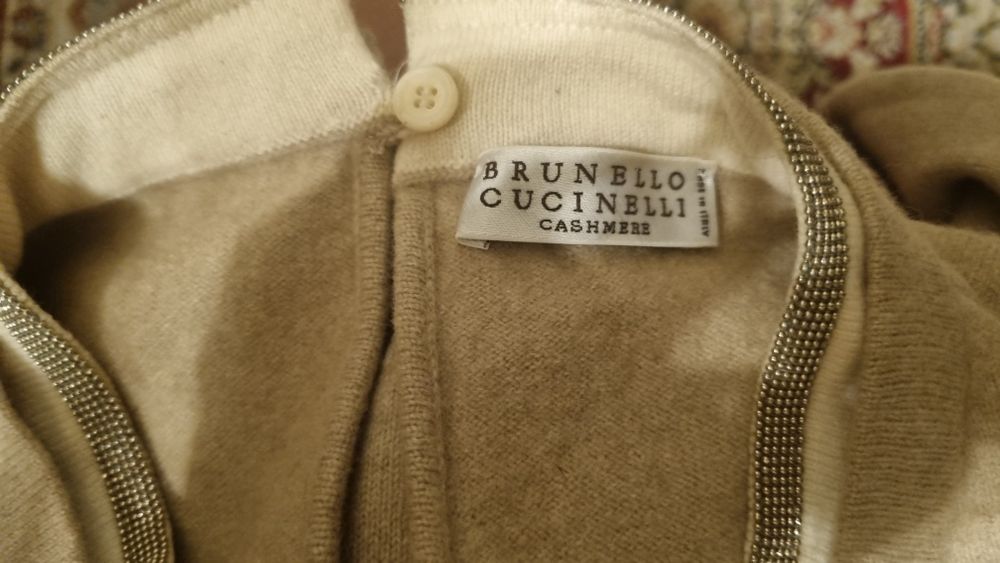 BRUNELLO
CUCINELLI
CASHMERE
MADE IN ITALY